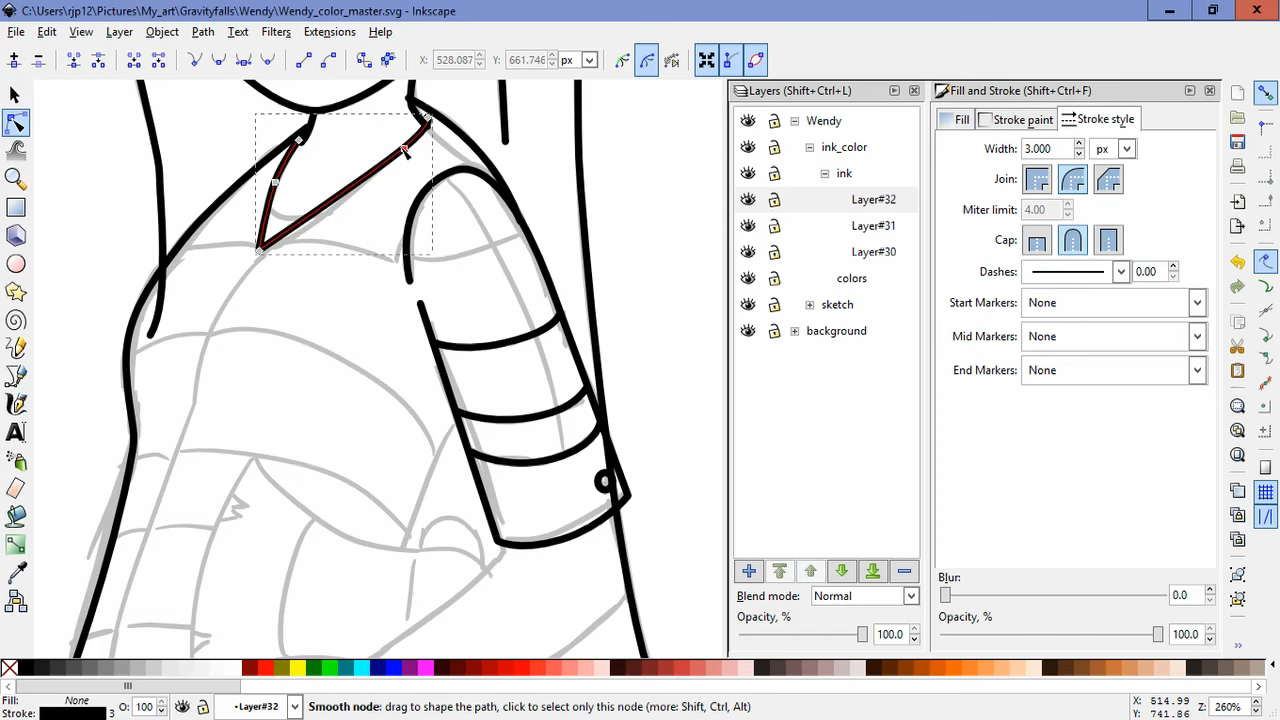 C:\Users\rjp12\Pictures\My_art\Gravityfalls\Wendy\Wendy_color_master.svg - Inkscape
File Edit View Layer Object Path Text Filters Extensions Help
X: 528.087 Y: 661.746 px
Layers (Shift+Ctrl+L)
Wendy
ink_color
ink
Layer#32
Layer#31
Layer#30
colors
sketch
background
Blend mode: Normal
Opacity, % 100.0
Fill and Stroke (Shift+Ctrl+F)
Fill Stroke paint Stroke style
Width: 3.000 px
Join:
Miter limit: 4.00
Cap:
Dashes: 0.00
Start Markers: None
Mid Markers: None
End Markers: None
Blur: 0.0
Opacity, % 100.0
Fill: None
Stroke: 3
O: 100
•Layer#32
Smooth node: drag to shape the path, click to select only this node (more: Shift, Ctrl, Alt)
X: 514.99
Y: 741.86
Z: 260%